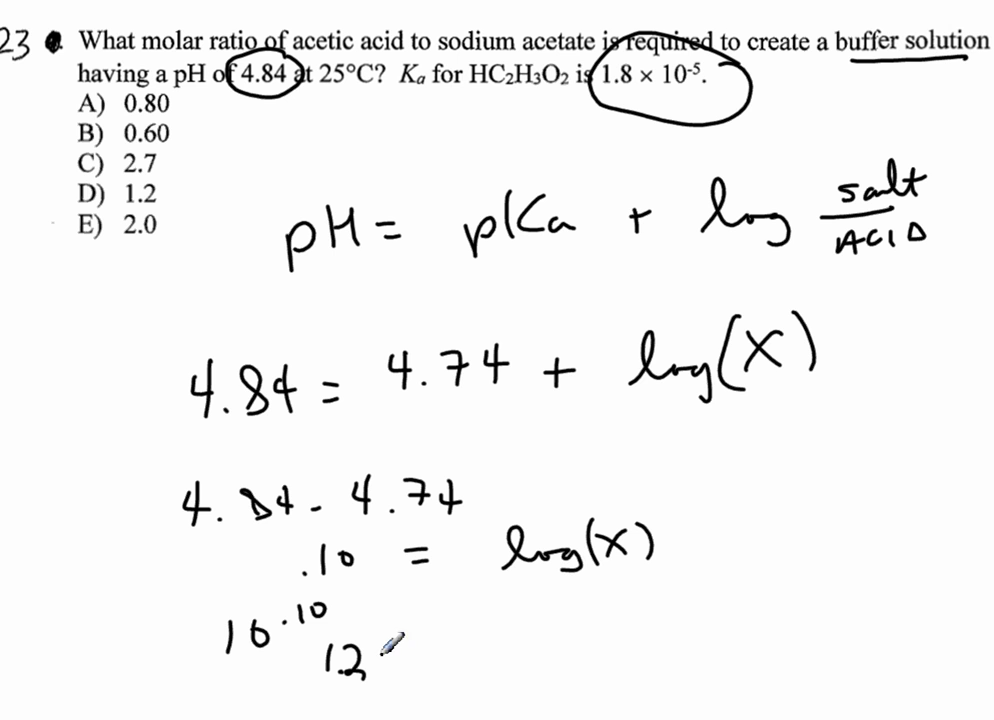 23. What molar ratio of acetic acid to sodium acetate is required to create a buffer solution
having a pH of 4.84 at 25°C? Kₐ for HC₂H₃O₂ is 1.8 × 10⁻⁵.
A) 0.80
B) 0.60
C) 2.7
D) 1.2
E) 2.0
pH = pKa + log salt/ACID
4.84 = 4.74 + log(x)
4.84 - 4.74
.10 = log(x)
10^.10
1.2